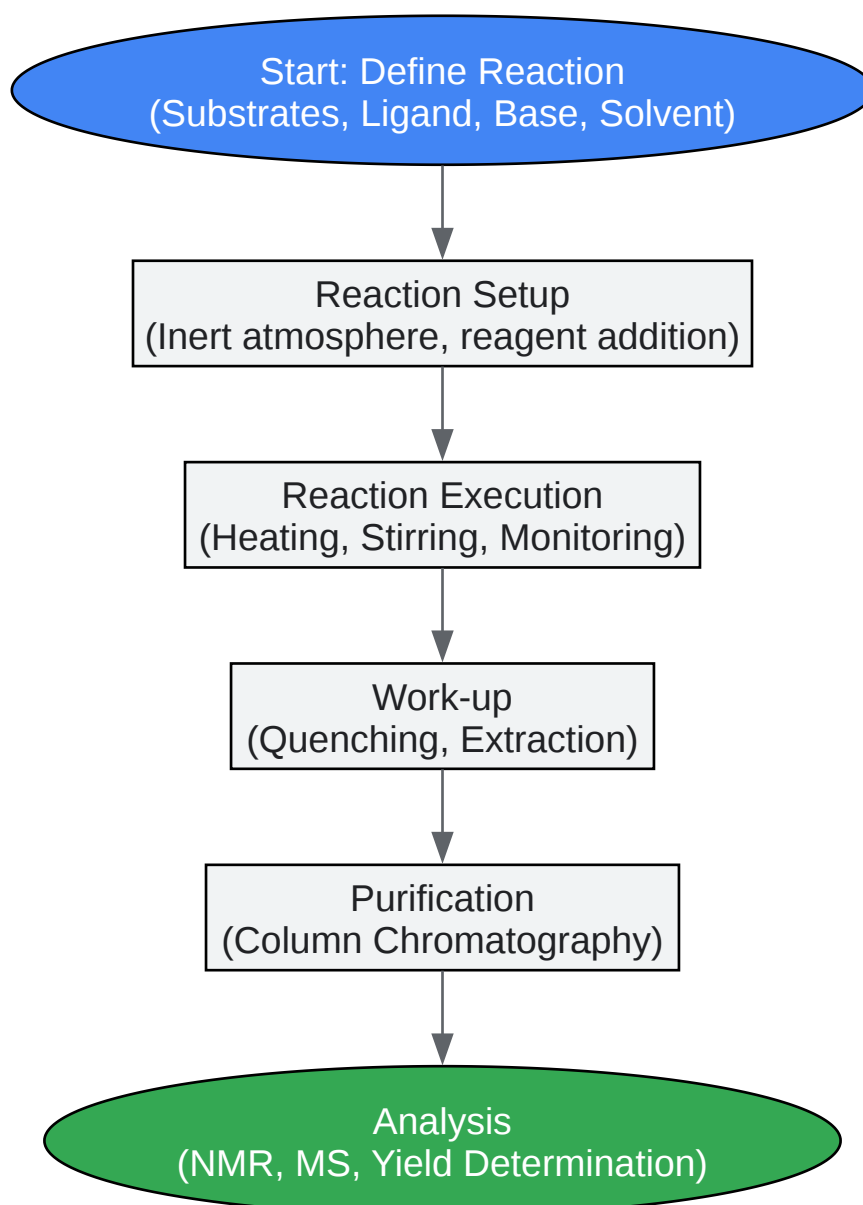 Start: Define Reaction
(Substrates, Ligand, Base, Solvent)
Reaction Setup
(Inert atmosphere, reagent addition)
Reaction Execution
(Heating, Stirring, Monitoring)
Work-up
(Quenching, Extraction)
Purification
(Column Chromatography)
Analysis
(NMR, MS, Yield Determination)